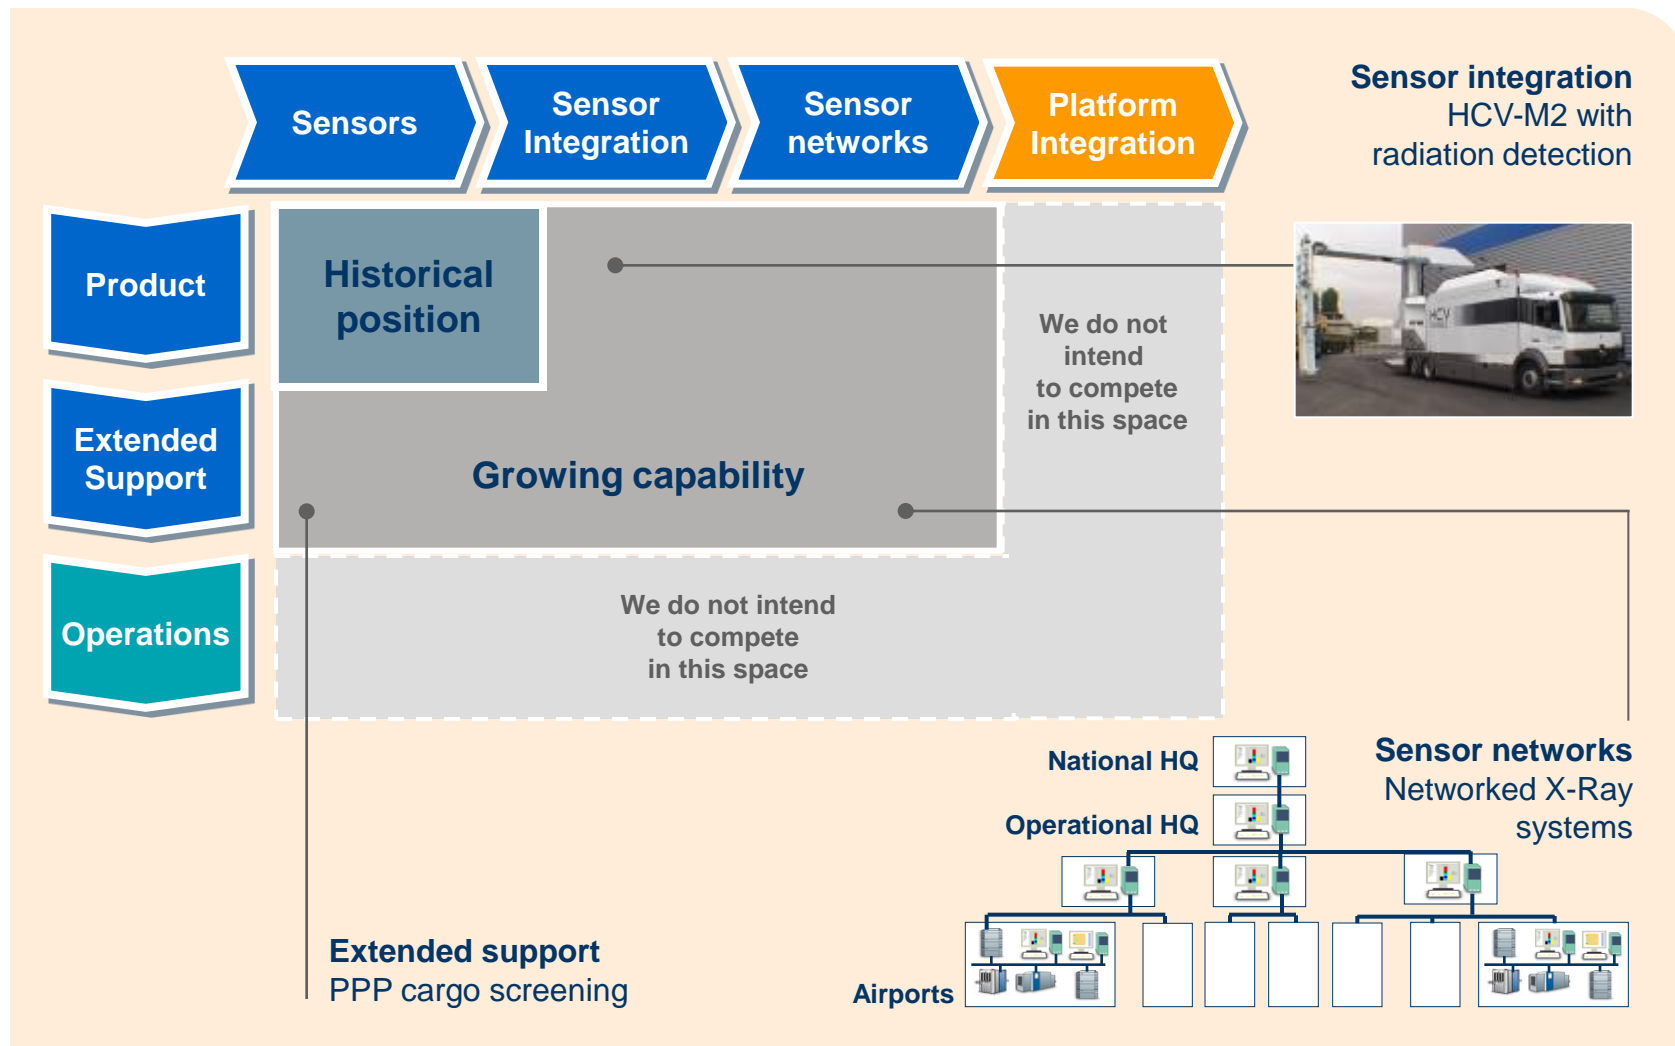 Sensors
Sensor
Integration
Sensor
networks
Platform
Integration
Sensor integration
HCV-M2 with
radiation detection
Product
Historical
position
We do not
intend
to compete
in this space
HCV
Extended
Support
Growing capability
Operations
We do not intend
to compete
in this space
National HQ
Operational HQ
Sensor networks
Networked X-Ray
systems
Extended support
PPP cargo screening
Airports